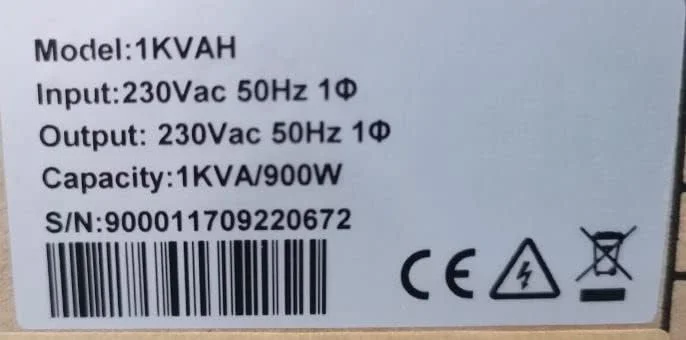 Model:1KVAH
Input:230Vac 50Hz 1Φ
Output: 230Vac 50Hz 1Φ
Capacity:1KVA/900W
S/N:900011709220672
CE